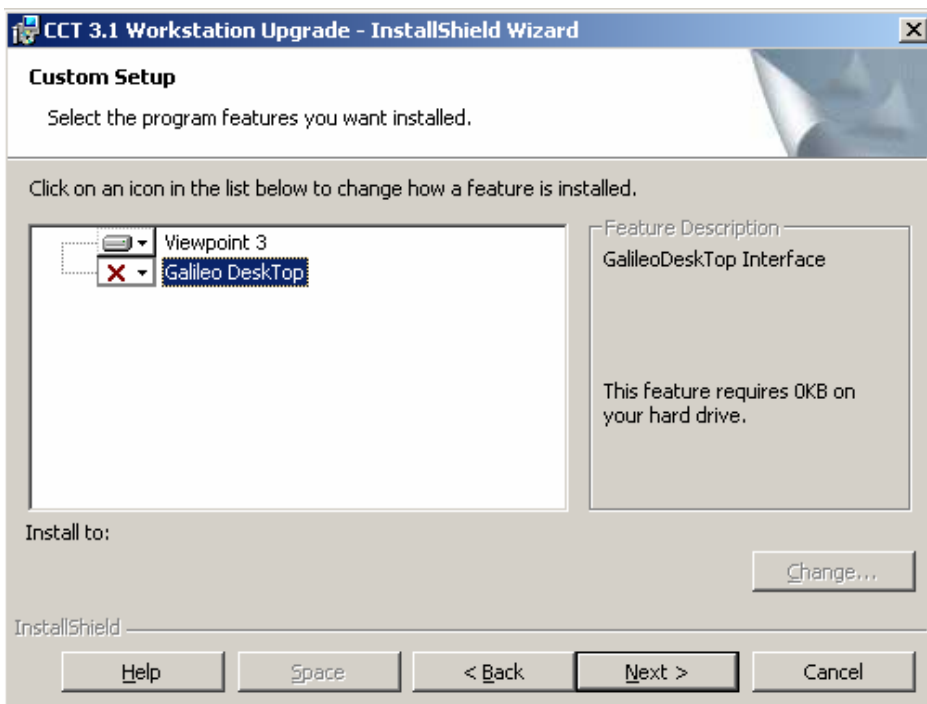 CCT 3.1 Workstation Upgrade - InstallShield Wizard
Custom Setup
Select the program features you want installed.
Click on an icon in the list below to change how a feature is installed.
Viewpoint 3
Galileo DeskTop
Feature Description
GalileoDeskTop Interface
This feature requires 0KB on
your hard drive.
Install to:
Change...
InstallShield
Help
Space
< Back
Next >
Cancel